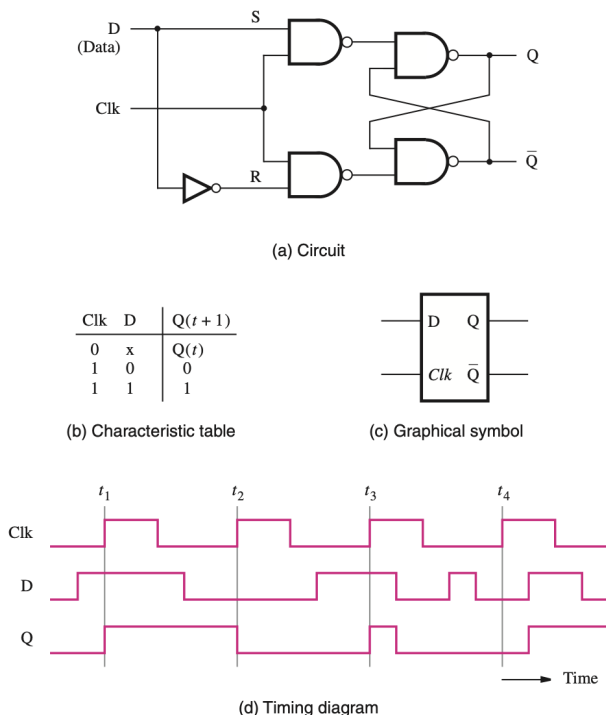 D
(Data)
S
Q
Clk
R
Q̅
(a) Circuit
Clk D Q(t + 1)
0 x Q(t)
1 0 0
1 1 1
(b) Characteristic table
D Q
Clk Q̅
(c) Graphical symbol
t1 t2 t3 t4
Clk
D
Q
Time
(d) Timing diagram